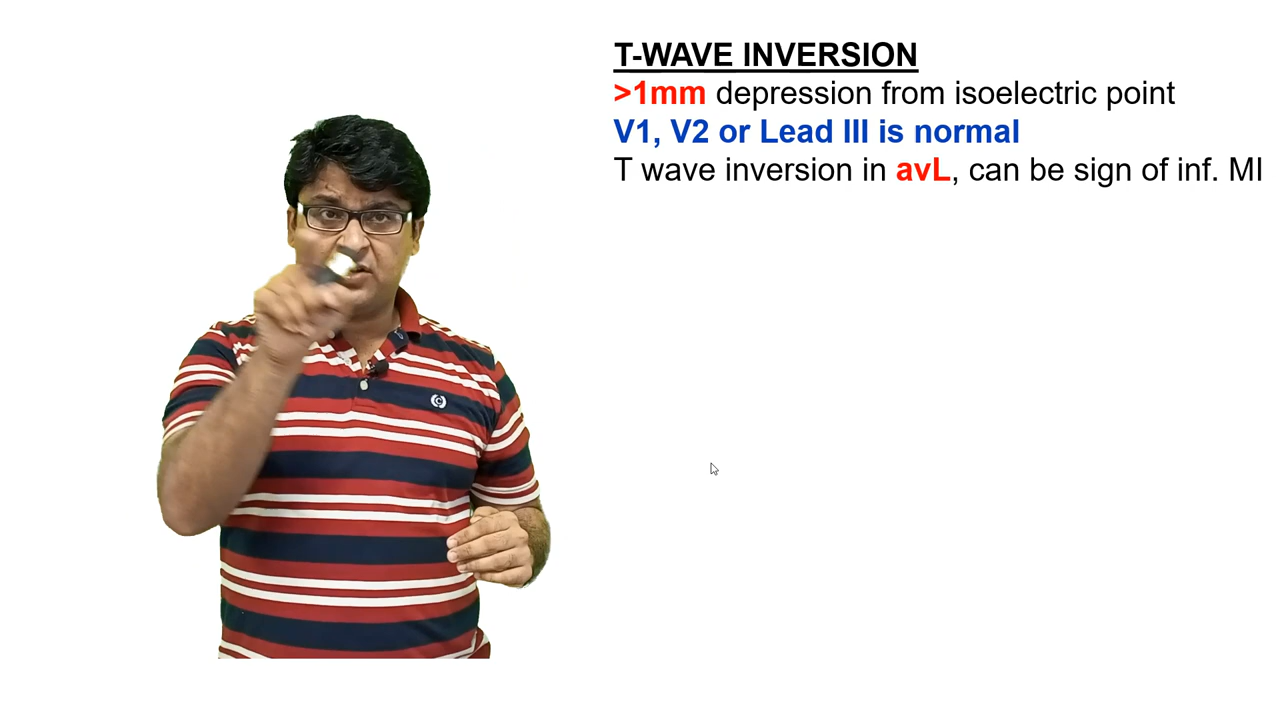 T-WAVE INVERSION
>1mm depression from isoelectric point
V1, V2 or Lead III is normal
T wave inversion in avL, can be sign of inf. MI